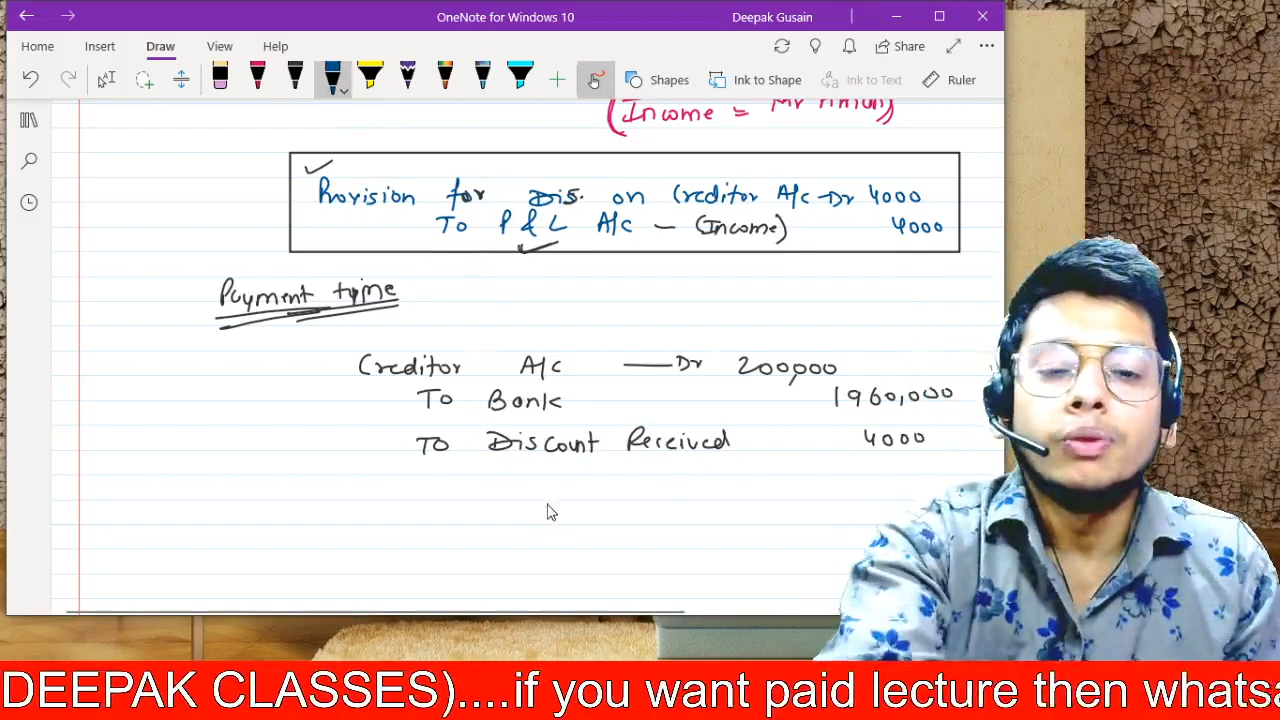 OneNote for Windows 10
Deepak Gusain
Home Insert Draw View Help
Share
Shapes Ink to Shape Ink to Text Ruler
(Income =
Provision for Dis. on Creditor A/c - Dr 4000
To P & L A/c - (Income) 4000
Payment time
Creditor A/c — Dr 200,000
To Bank 1960,000
To Discount Received 4000
DEEPAK CLASSES)....if you want paid lecture then whatsa